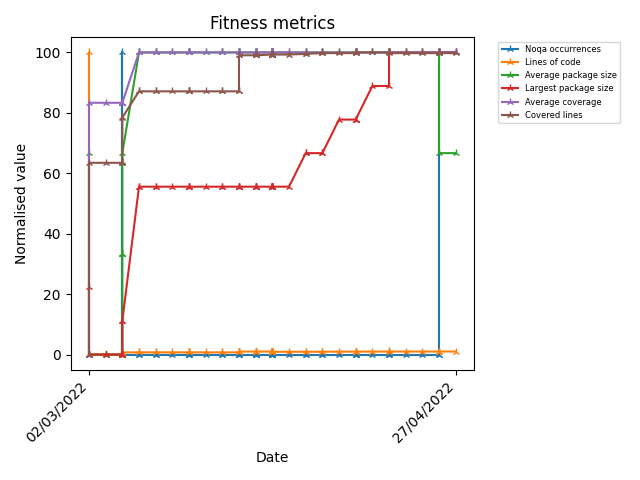 Fitness metrics
Normalised value
100
80
60
40
20
0
02/03/2022
27/04/2022
Date
Noqa occurrences
Lines of code
Average package size
Largest package size
Average coverage
Covered lines